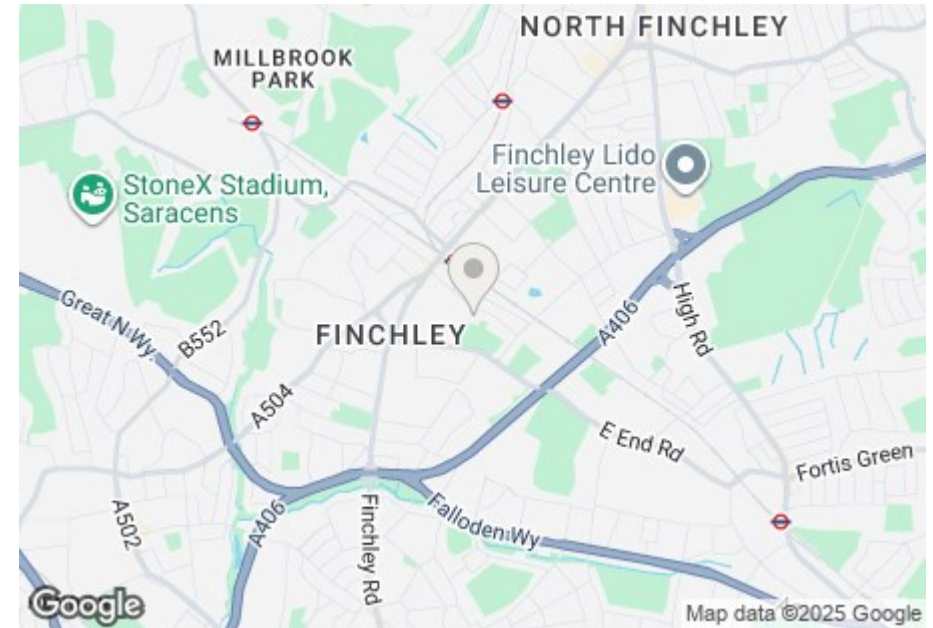 NORTH FINCHLEY
MILLBROOK
PARK
Finchley Lido
Leisure Centre
StoneX Stadium,
Saracens
Great N Wy
B552
FINCHLEY
A406
High Rd
A504
E End Rd
Fortis Green
A502
A406
Finchley Rd
Falloden Wy
Google
Map data ©2025 Google